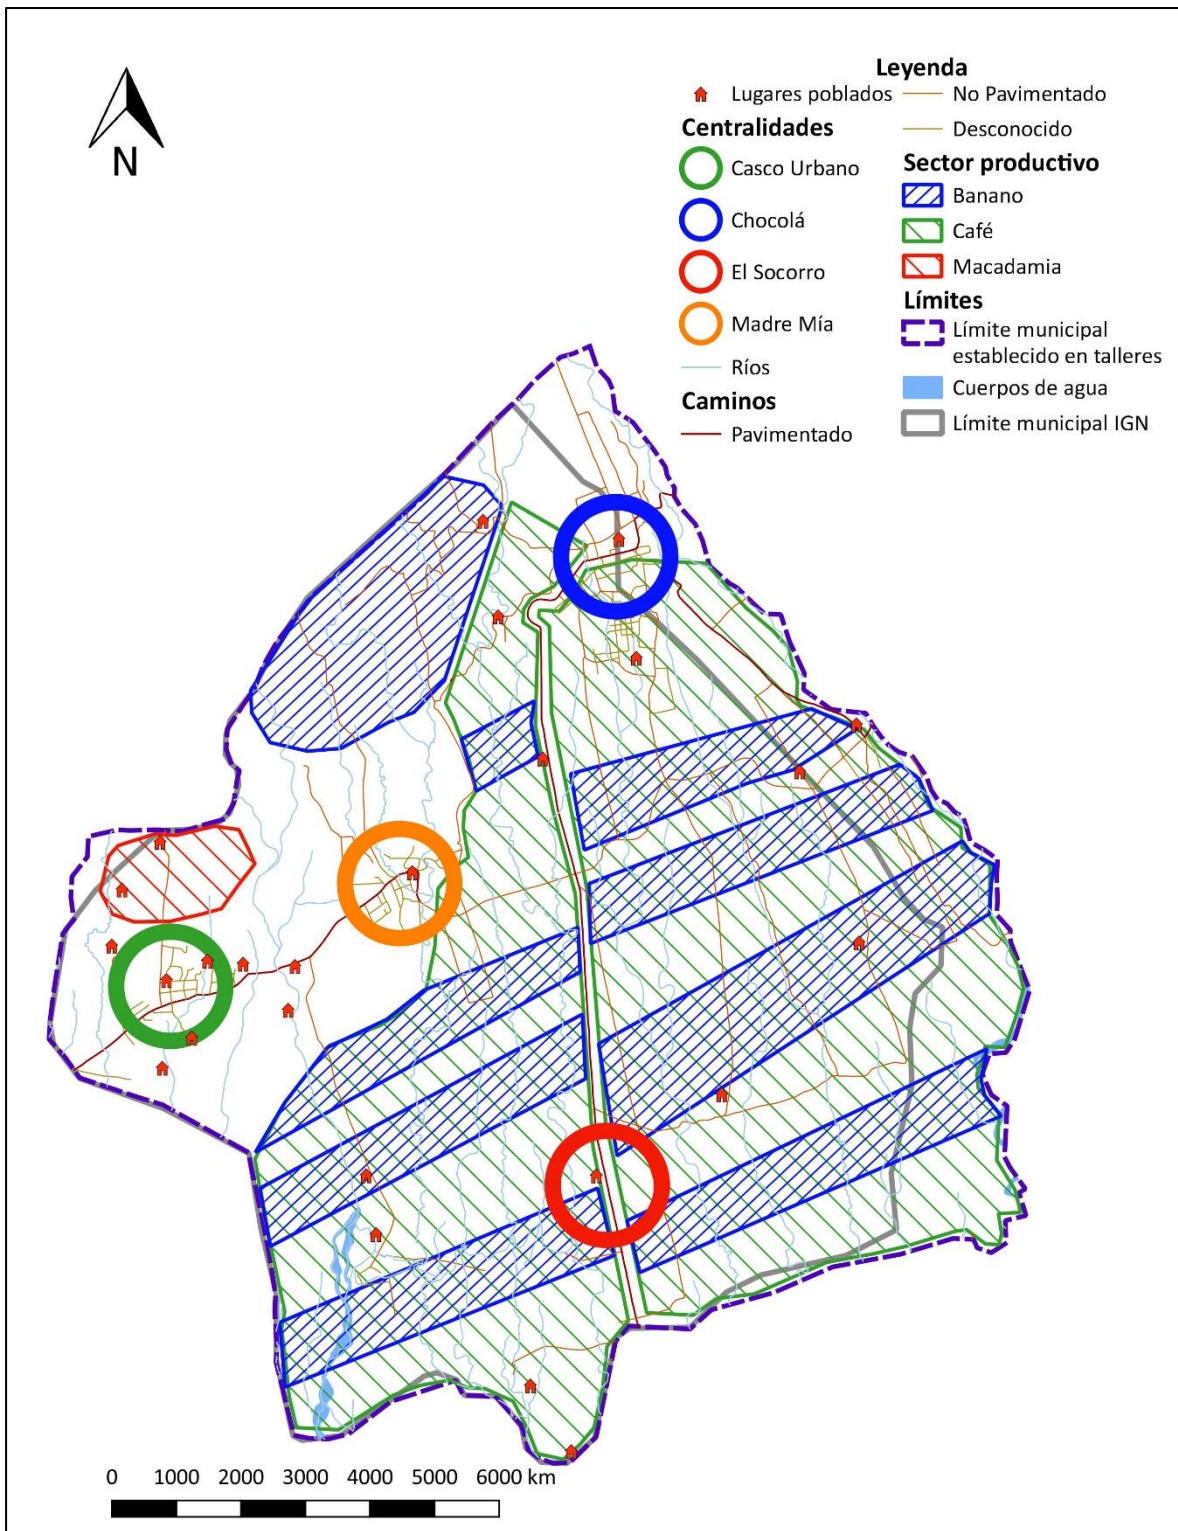 N
Leyenda
Lugares poblados
Centralidades
Casco Urbano
Chocolá
El Socorro
Madre Mía
Ríos
Caminos
Pavimentado
No Pavimentado
Desconocido
Sector productivo
Banano
Café
Macadamia
Límites
Límite municipal
establecido en talleres
Cuerpos de agua
Límite municipal IGN
0 1000 2000 3000 4000 5000 6000 km